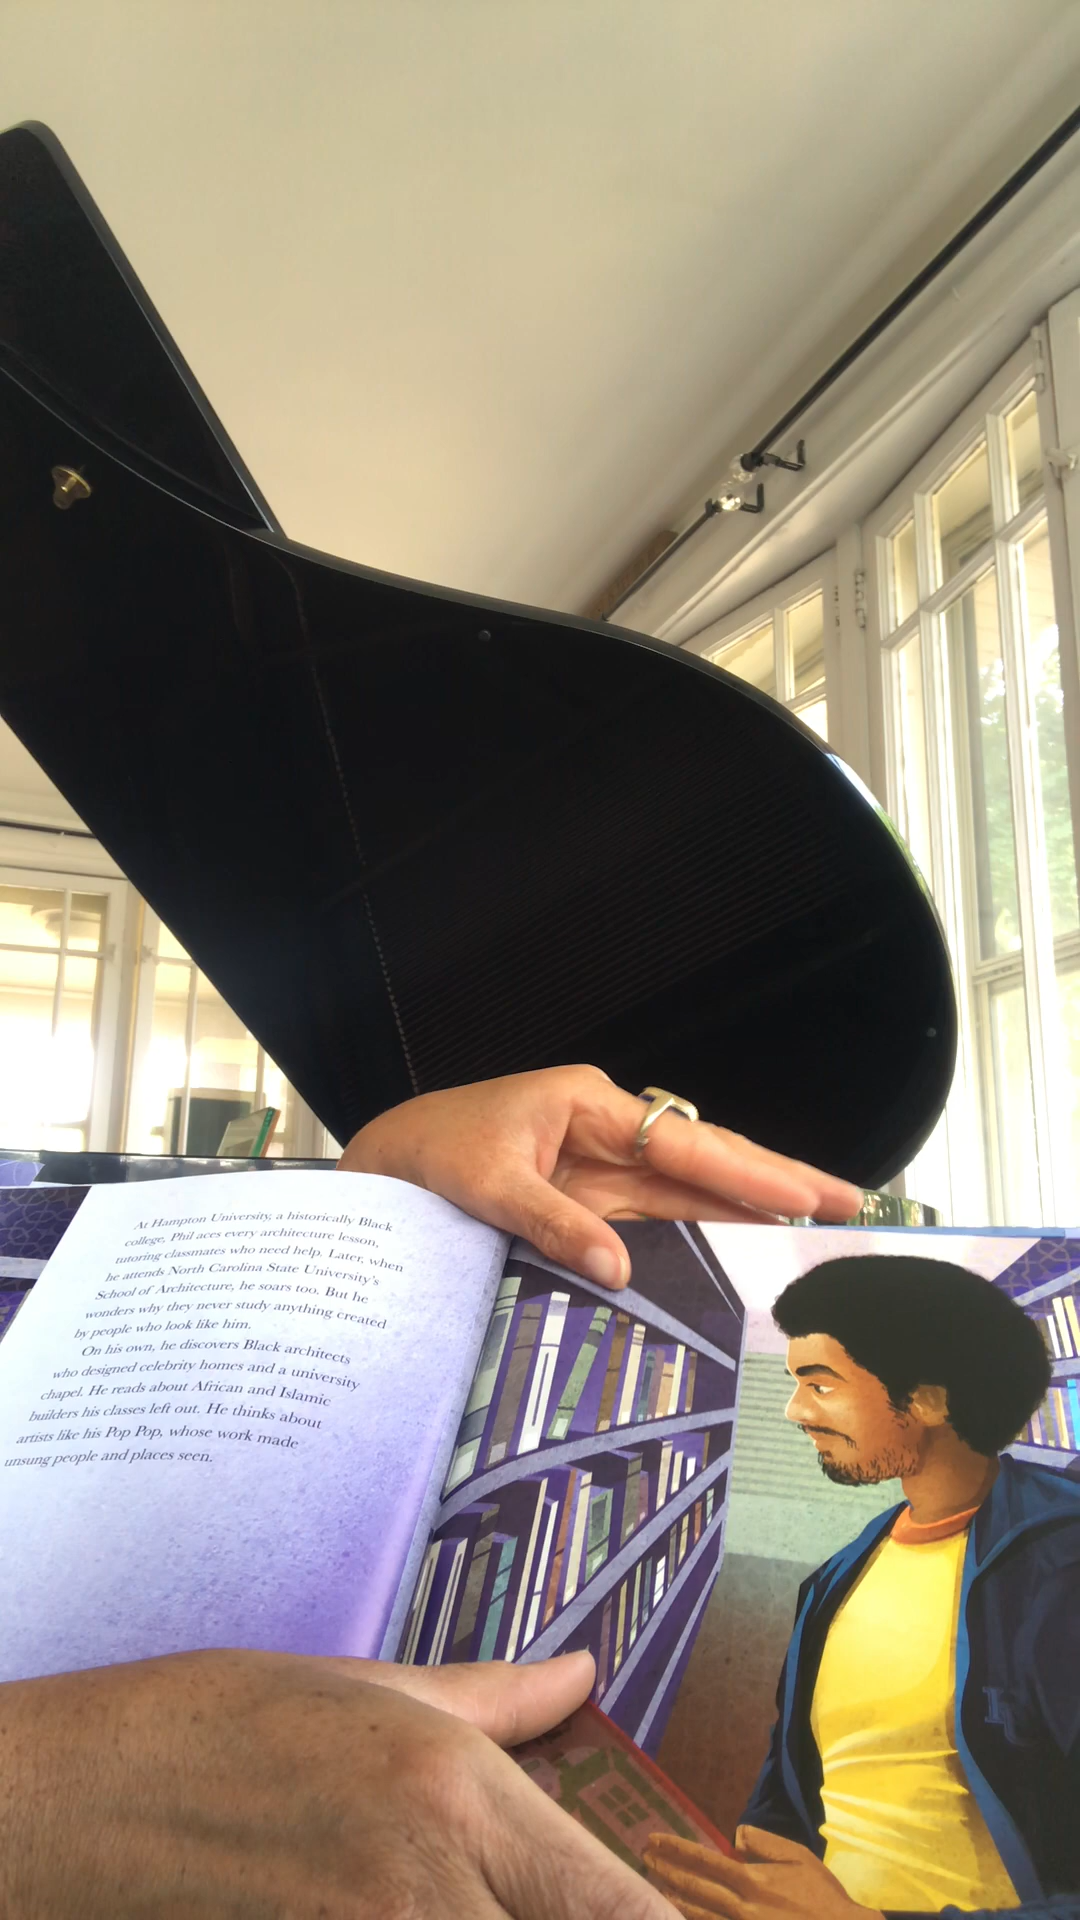 At Hampton University, a historically Black
college, Phil aces every architecture lesson,
tutoring classmates who need help. Later, when
he attends North Carolina State University's
School of Architecture, he soars too. But he
wonders why they never study anything created
by people who look like him.
On his own, he discovers Black architects
who designed celebrity homes and a university
chapel. He reads about African and Islamic
builders his classes left out. He thinks about
artists like his Pop Pop, whose work made
unsung people and places seen.